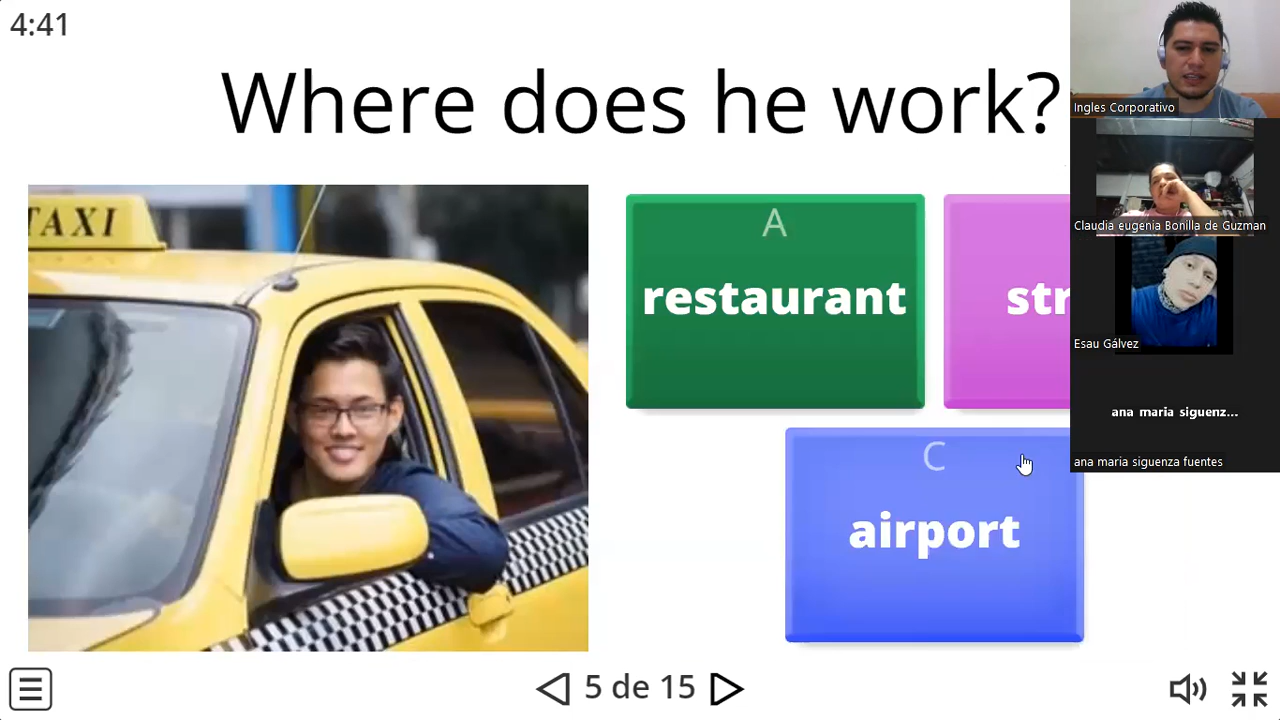 4:41
Where does he work?
TAXI
A
restaurant
C
airport
5 de 15
Ingles Corporativo
Claudia eugenia Bonilla de Guzman
Esau Gálvez
ana maria siguenz...
ana maria siguenza fuentes